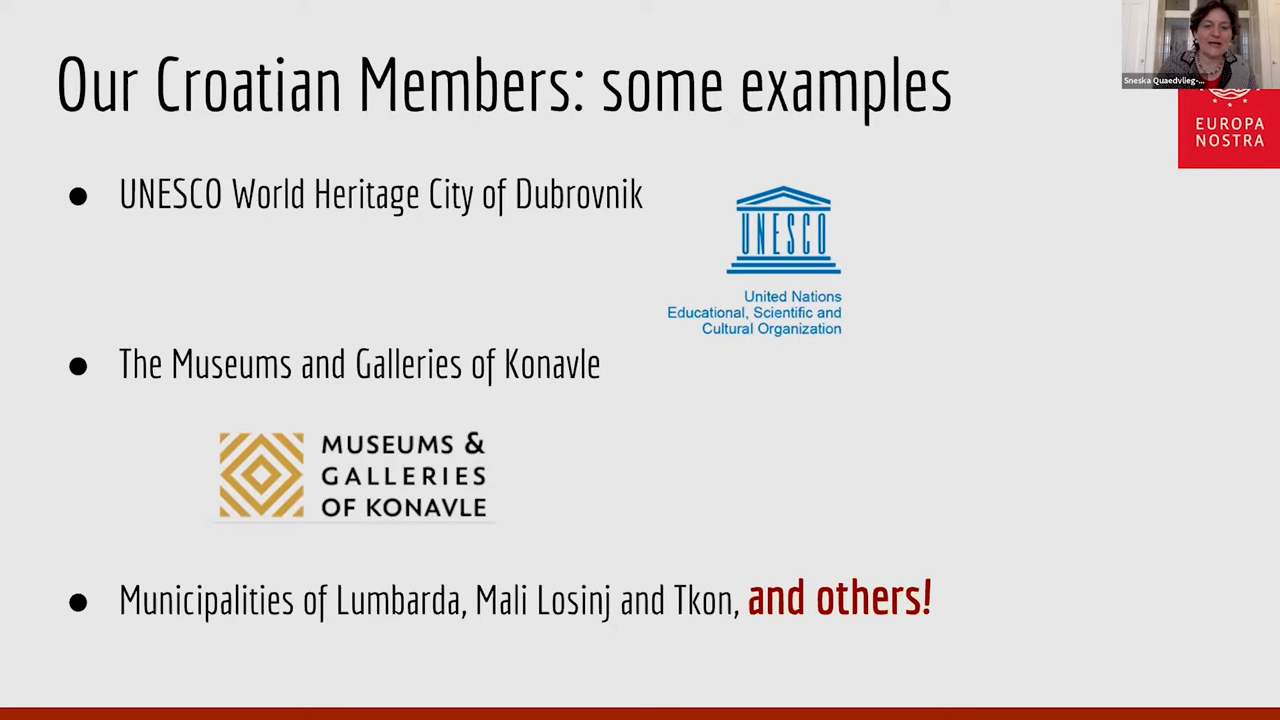 Our Croatian Members: some examples
Sneska Quaedvlieg-...
EUROPA
NOSTRA
● UNESCO World Heritage City of Dubrovnik
UNESCO
United Nations
Educational, Scientific and
Cultural Organization
● The Museums and Galleries of Konavle
MUSEUMS &
GALLERIES
OF KONAVLE
● Municipalities of Lumbarda, Mali Losinj and Tkon, and others!